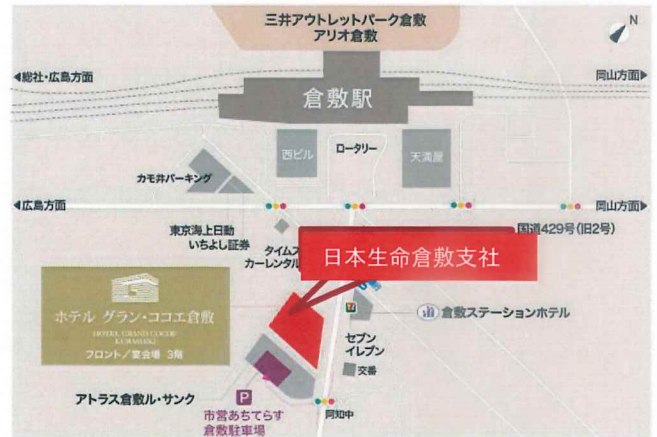 三井アウトレットパーク倉敷
アリオ倉敷
N
◀総社・広島方面
岡山方面▶
倉敷駅
西ビル
ロータリー
天満屋
カモ井パーキング
◀広島方面
岡山方面▶
国道429号(旧2号)
東京海上日動
いちよし証券
タイムズ
カーレンタル
日本生命倉敷支社
ホテル グラン・ココエ倉敷
HOTEL GRAND COCOE
KURASHIKI
フロント/宴会場 3階
倉敷ステーションホテル
セブン
イレブン
交番
アトラス倉敷ル・サンク
P
市営あちてらす
倉敷駐車場
阿知中